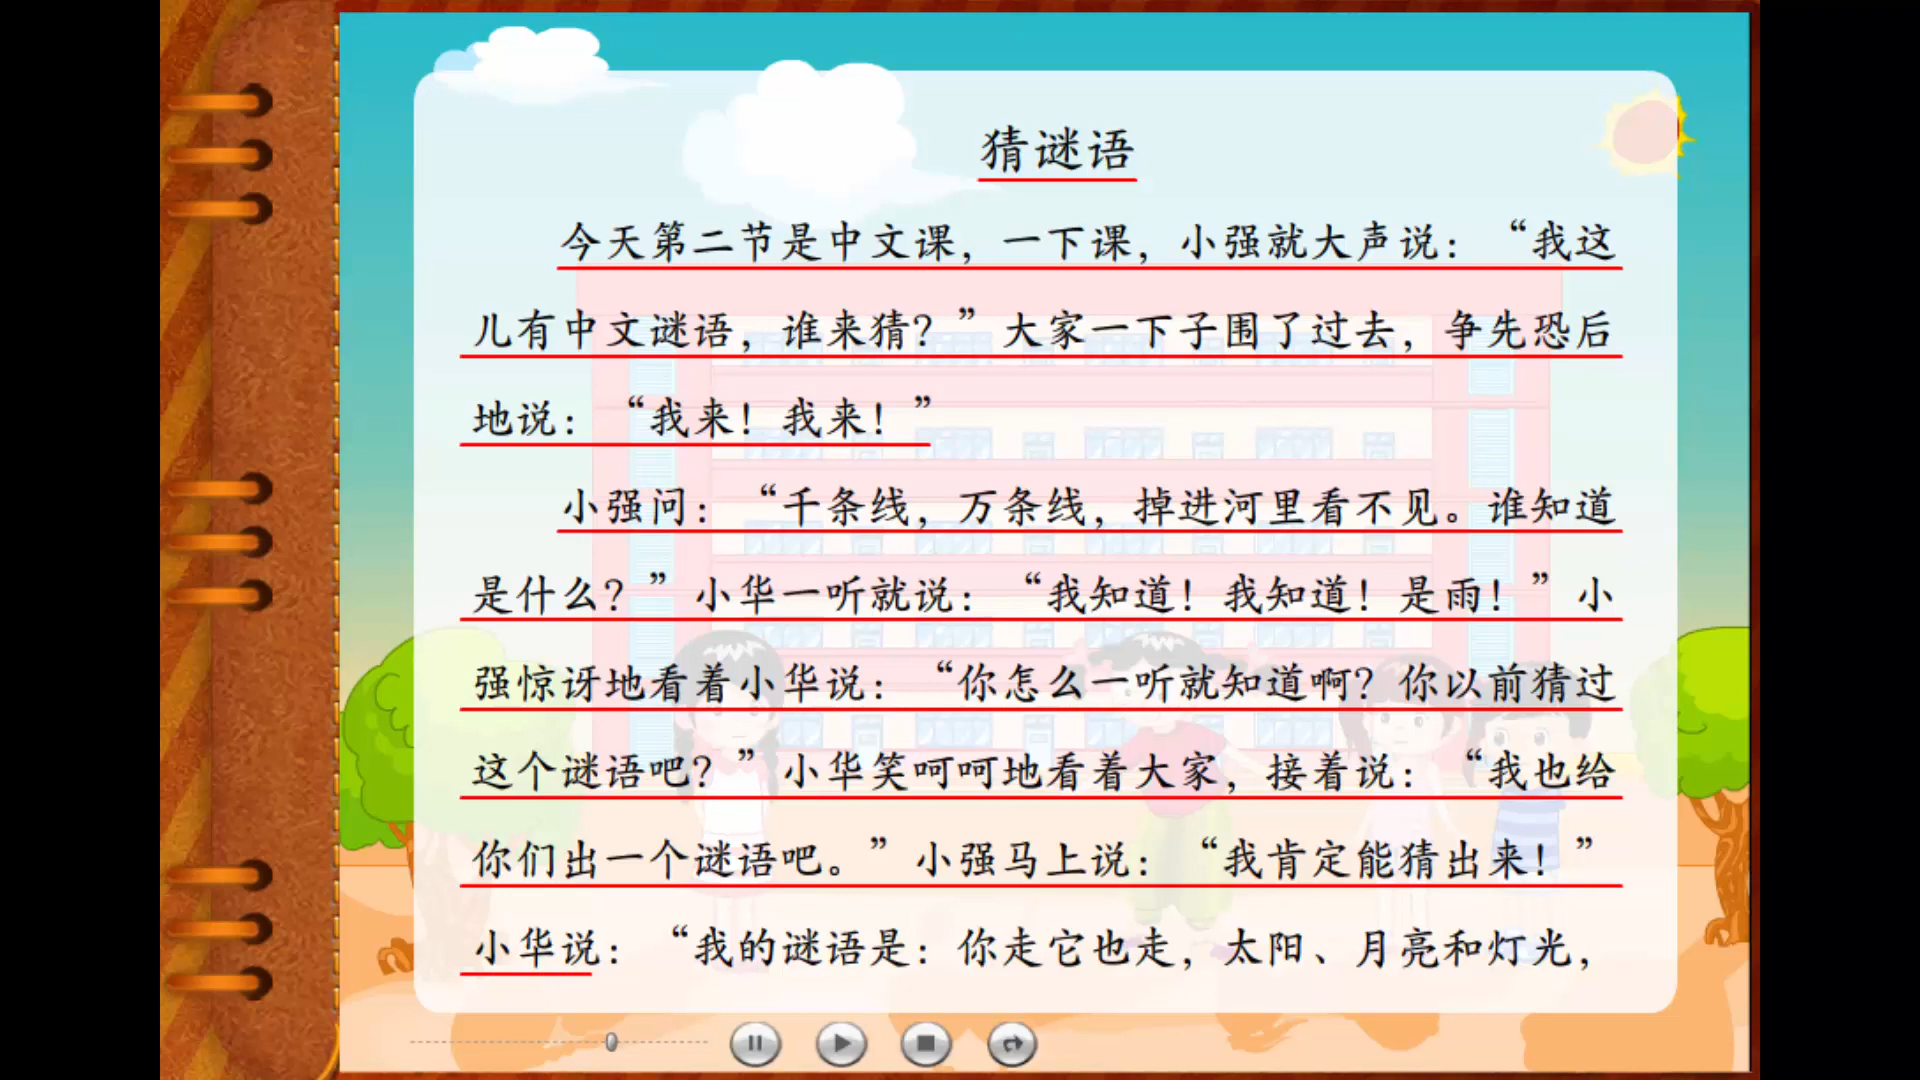 猜谜语
今天第二节是中文课，一下课，小强就大声说：“我这
儿有中文谜语，谁来猜？”大家一下子围了过去，争先恐后
地说：“我来！我来！”
小强问：“千条线，万条线，掉进河里看不见。谁知道
是什么？”小华一听就说：“我知道！我知道！是雨！”小
强惊讶地看着小华说：“你怎么一听就知道啊？你以前猜过
这个谜语吧？”小华笑呵呵地看着大家，接着说：“我也给
你们出一个谜语吧。”小强马上说：“我肯定能猜出来！”
小华说：“我的谜语是：你走它也走，太阳、月亮和灯光，